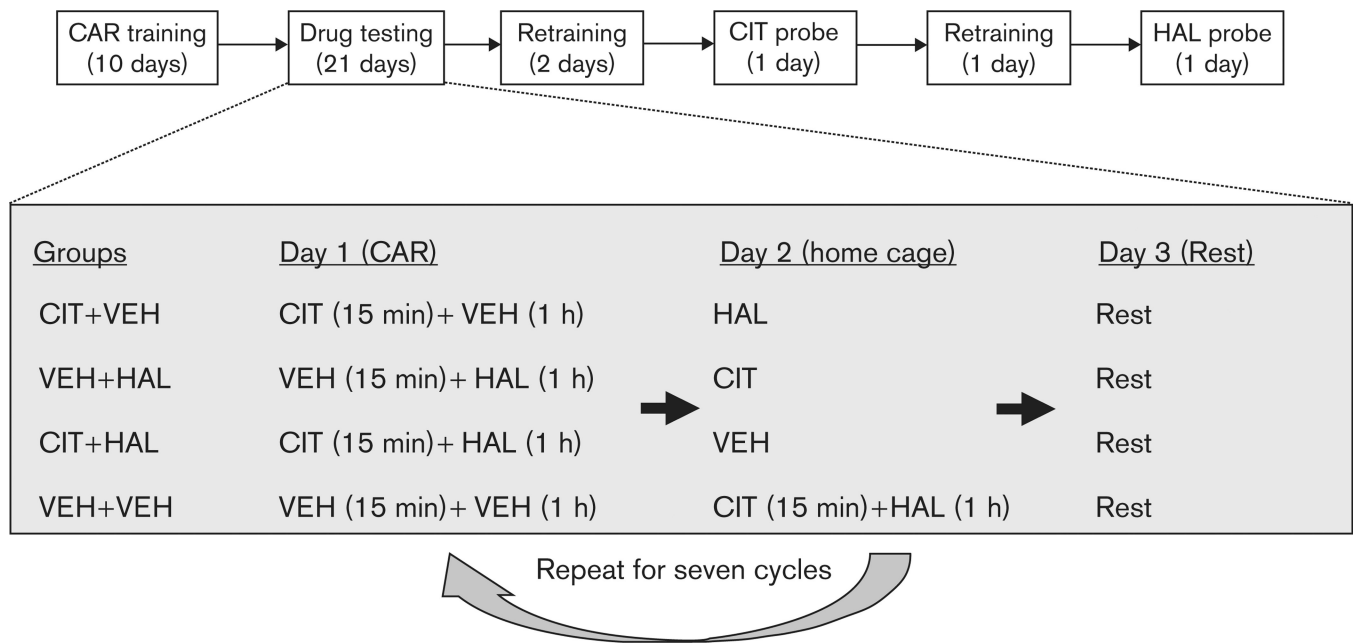 CAR training
(10 days)
Drug testing
(21 days)
Retraining
(2 days)
CIT probe
(1 day)
Retraining
(1 day)
HAL probe
(1 day)
Groups Day 1 (CAR) Day 2 (home cage) Day 3 (Rest)
CIT+VEH CIT (15 min)+ VEH (1 h) HAL Rest
VEH+HAL VEH (15 min)+ HAL (1 h) CIT Rest
CIT+HAL CIT (15 min)+ HAL (1 h) VEH Rest
VEH+VEH VEH (15 min)+ VEH (1 h) CIT (15 min)+HAL (1 h) Rest
Repeat for seven cycles